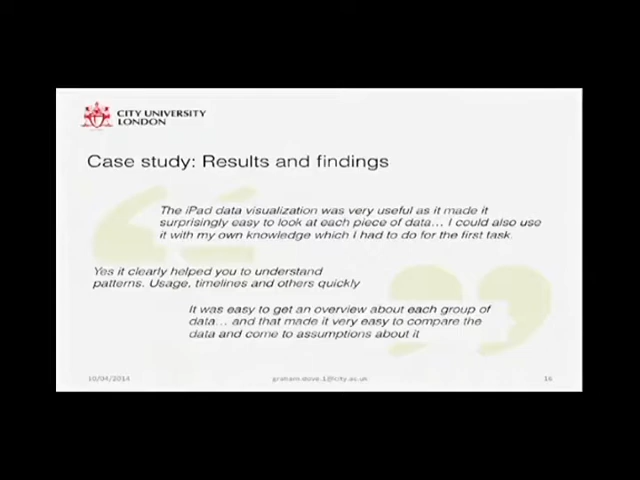 CITY UNIVERSITY
LONDON
Case study: Results and findings
The iPad data visualization was very useful as it made it
surprisingly easy to look at each piece of data... I could also use
it with my own knowledge which I had to do for the first task.
Yes it clearly helped you to understand
patterns. Usage, timelines and others quickly
It was easy to get an overview about each group of
data... and that made it very easy to compare the
data and come to assumptions about it
10/04/2014
graham.dove.1@city.ac.uk
16